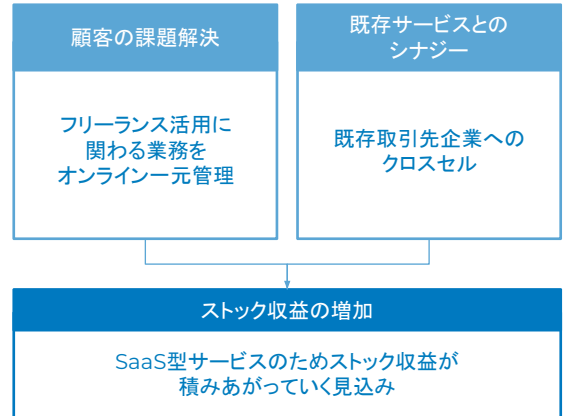 顧客の課題解決
フリーランス活用に
関わる業務を
オンライン一元管理
既存サービスとの
シナジー
既存取引先企業への
クロスセル
ストック収益の増加
SaaS型サービスのためストック収益が
積みあがっていく見込み